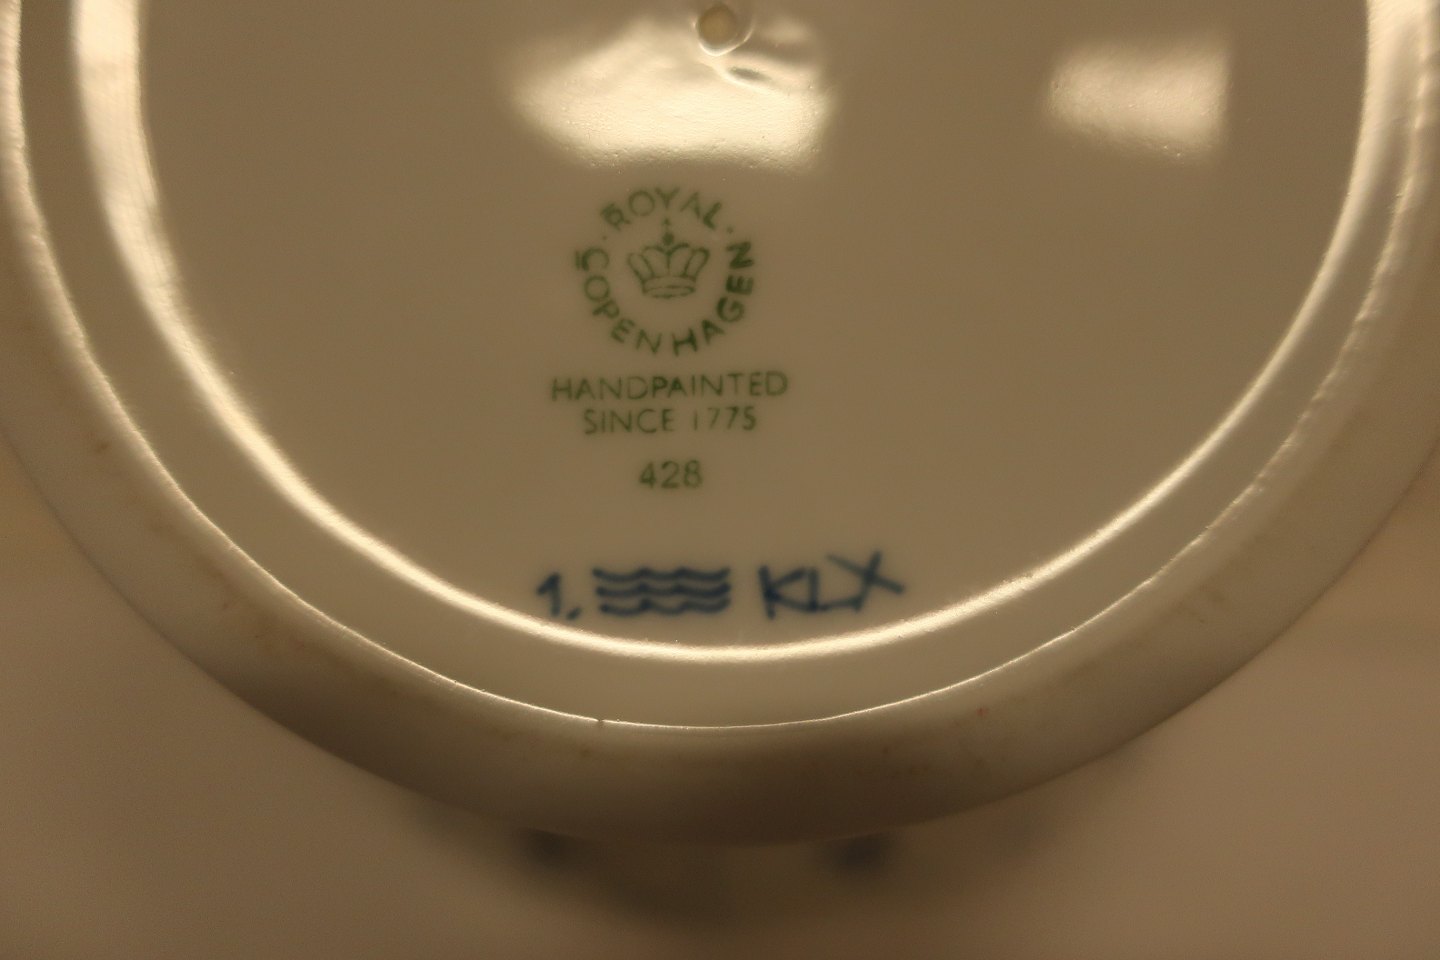 ROYAL COPENHAGEN
HANDPAINTED
SINCE 1775
428
1. KLX